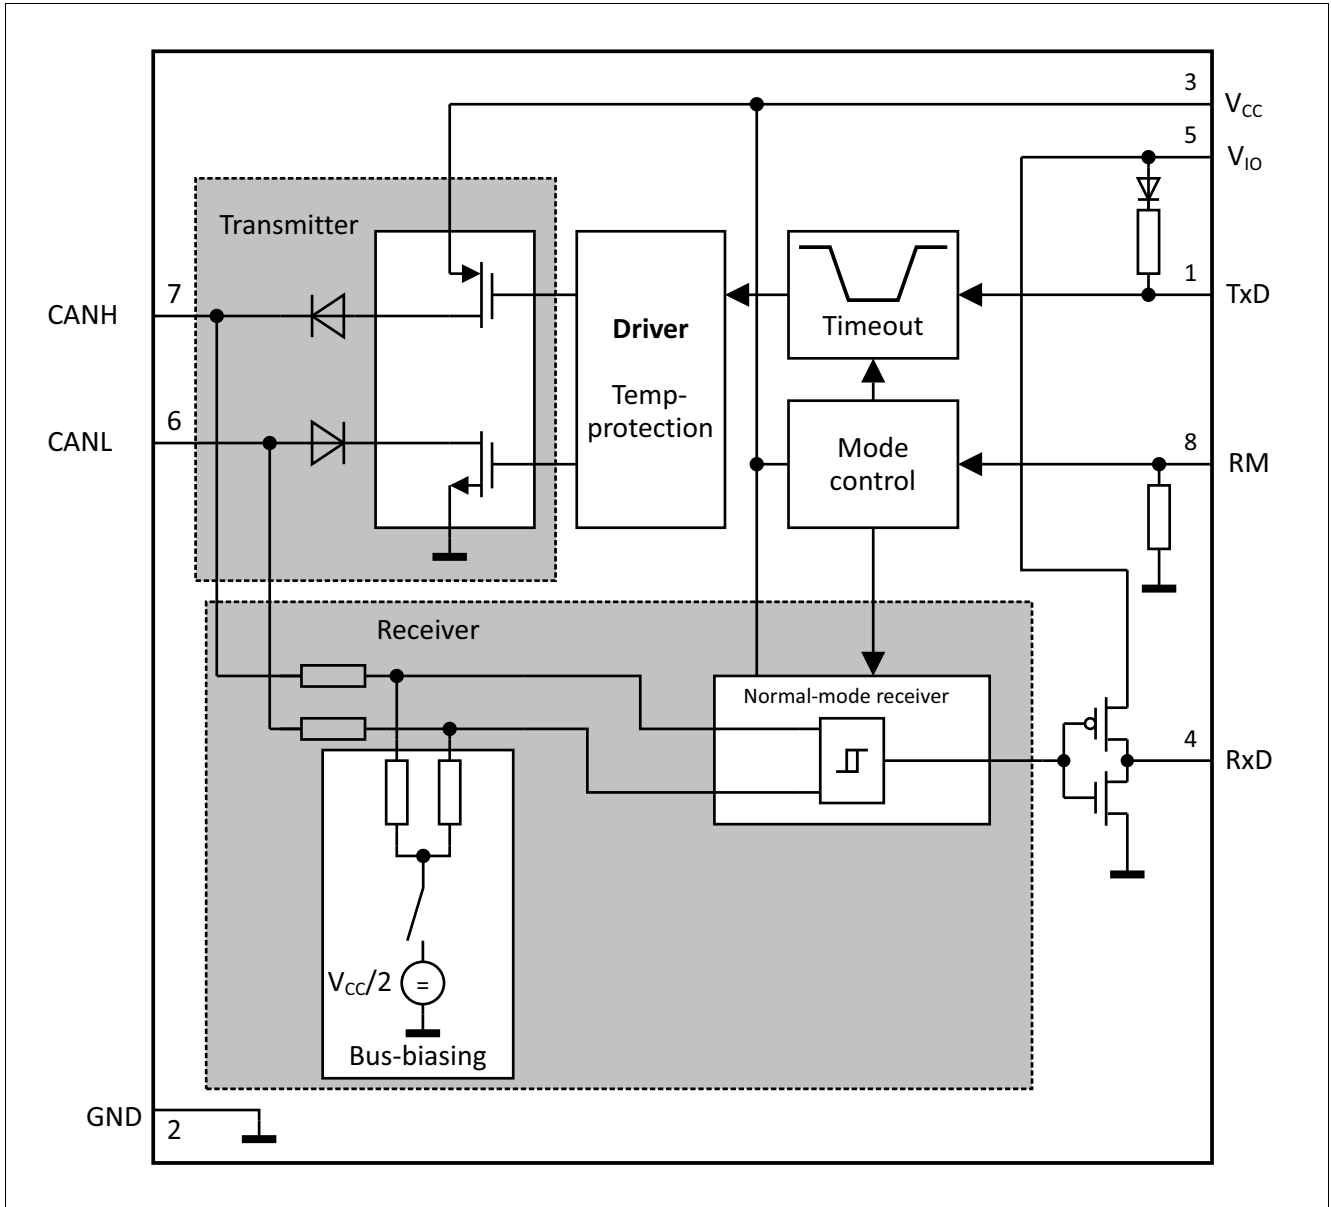 3
VCC
5
VIO
Transmitter
7
CANH
Driver
Temp-
protection
Timeout
1
TxD
6
CANL
Mode
control
8
RM
Receiver
Normal-mode receiver
4
RxD
VCC/2
=
Bus-biasing
GND
2